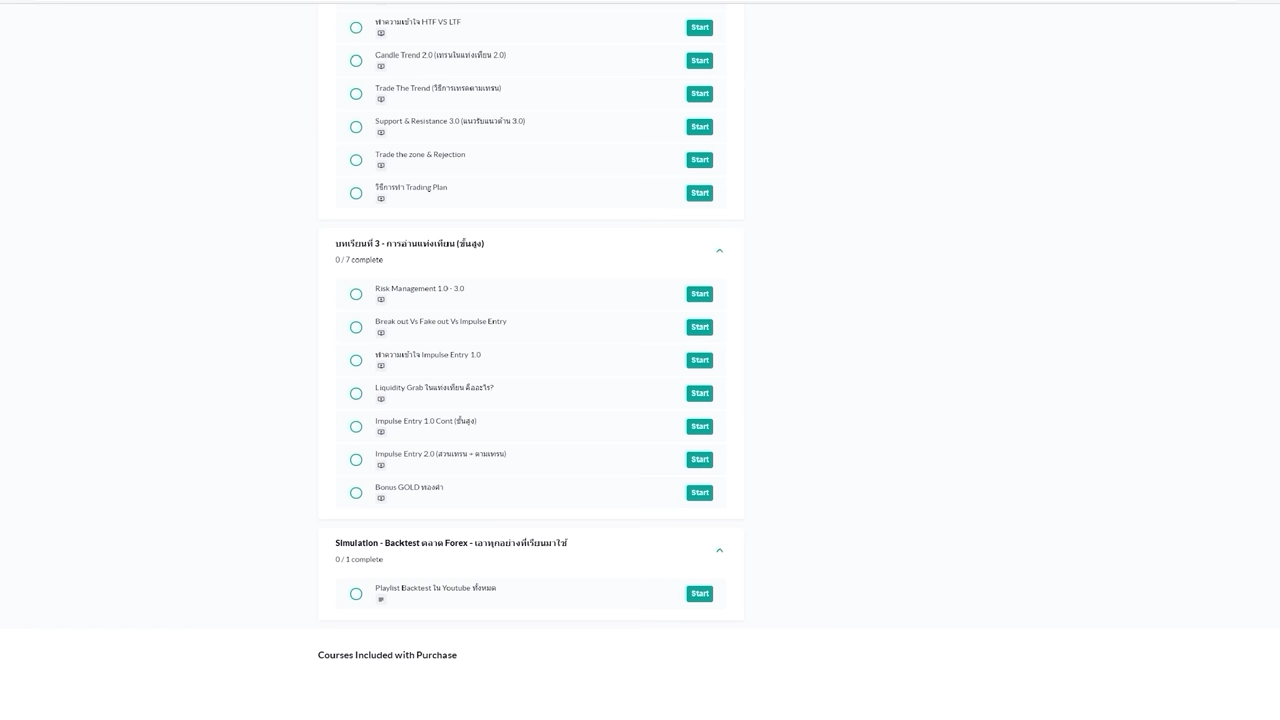 ทำความเข้าใจ HTF VS LTF
Start
Candle Trend 2.0 (เทรนในแท่งเทียน 2.0)
Start
Trade The Trend (วิธีการเทรดตามเทรน)
Start
Support & Resistance 3.0 (แนวรับแนวต้าน 3.0)
Start
Trade the zone & Rejection
Start
วิธีการทำ Trading Plan
Start
บทเรียนที่ 3 - การอ่านแท่งเทียน (ขั้นสูง)
0 / 7 complete
Risk Management 1.0 - 3.0
Start
Break out Vs Fake out Vs Impulse Entry
Start
ทำความเข้าใจ Impulse Entry 1.0
Start
Liquidity Grab ในแท่งเทียน คืออะไร?
Start
Impulse Entry 1.0 Cont (ขั้นสูง)
Start
Impulse Entry 2.0 (สวนเทรน + ตามเทรน)
Start
Bonus GOLD ทองคำ
Start
Simulation - Backtest ตลาด Forex - เอาทุกอย่างที่เรียนมาใช้
0 / 1 complete
Playlist Backtest ใน Youtube ทั้งหมด
Start
Courses Included with Purchase